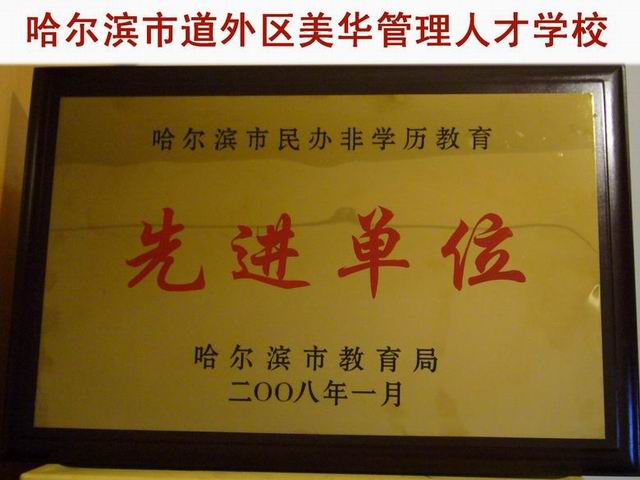 哈尔滨市道外区美华管理人才学校
哈尔滨市民办非学历教育
先进单位
哈尔滨市教育局
二〇〇八年一月